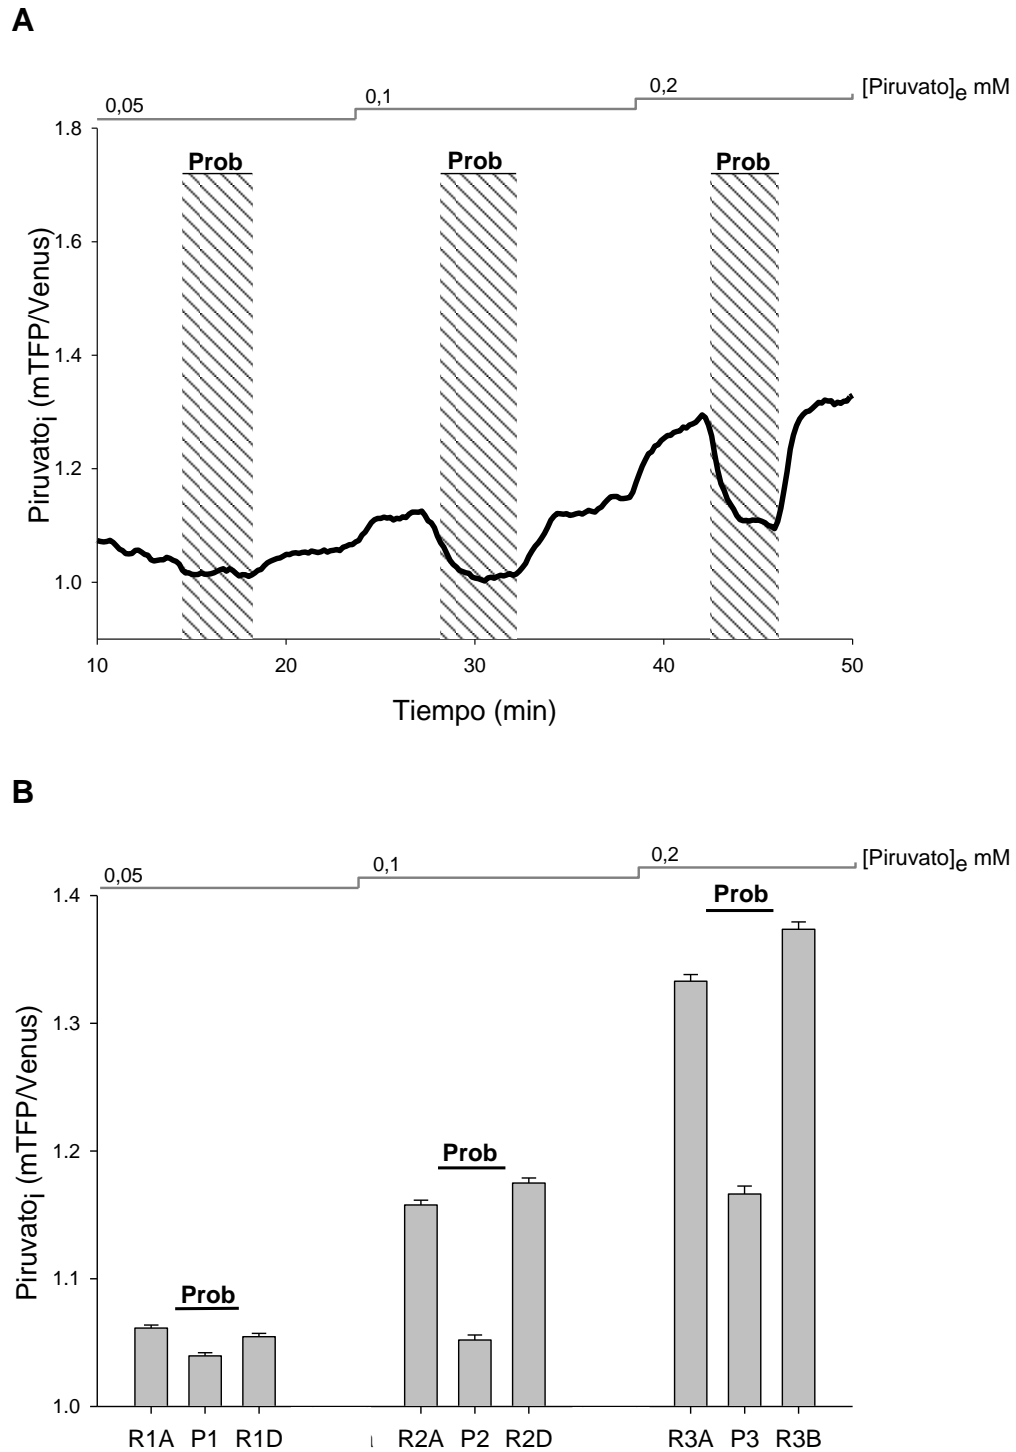 A
0,05 0,1 0,2 [Piruvato]e mM
1.8
Prob Prob Prob
1.6
1.4
1.2
1.0
Piruvatoi (mTFP/Venus)
10 20 30 40 50
Tiempo (min)
B
0,05 0,1 0,2 [Piruvato]e mM
1.4
Prob
1.3
1.2
Prob
1.1
Prob
1.0
Piruvatoi (mTFP/Venus)
R1A P1 R1D R2A P2 R2D R3A P3 R3B